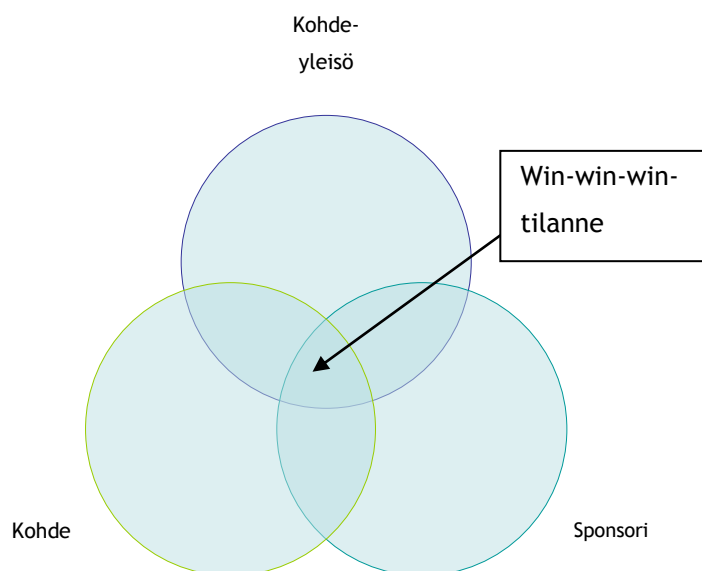 Kohde-
yleisö
Win-win-win-
tilanne
Kohde
Sponsori